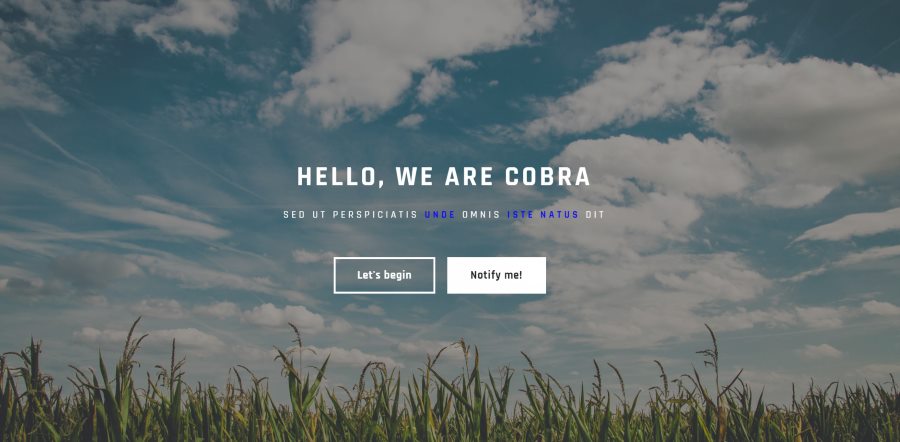 HELLO, WE ARE COBRA
SED UT PERSPICIATIS UNDE OMNIS ISTE NATUS DIT
Let's begin
Notify me!